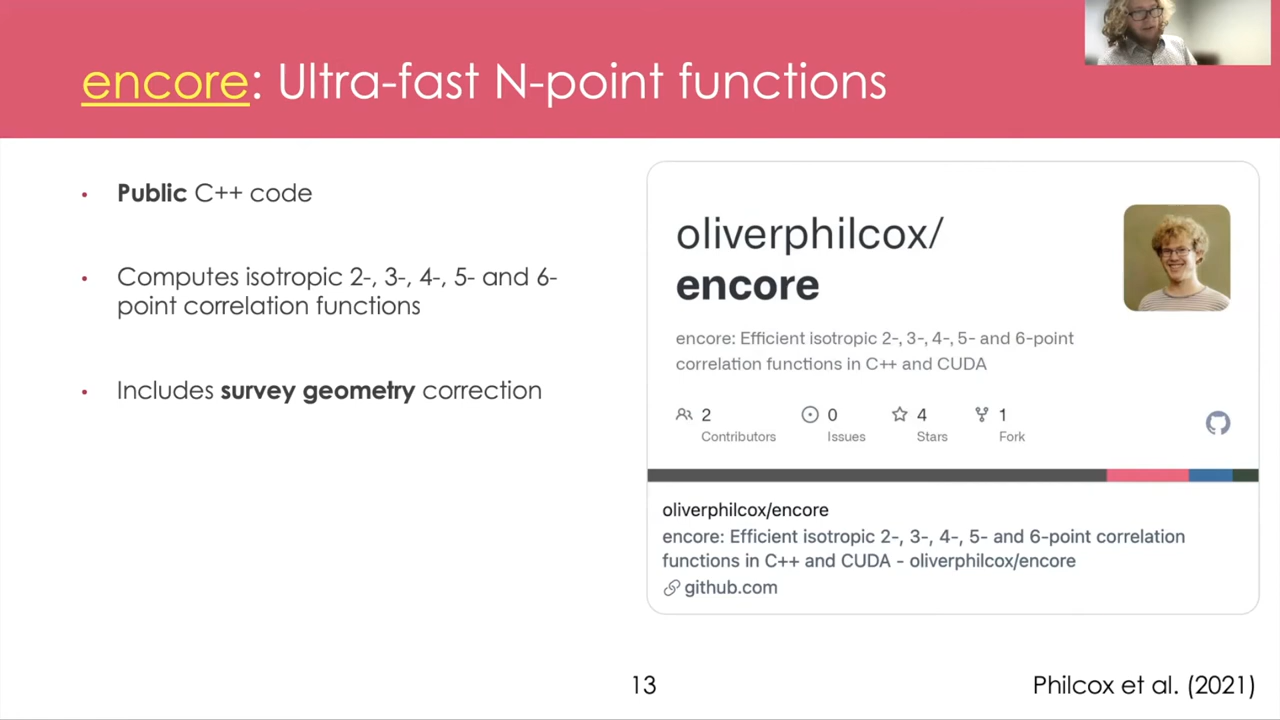 encore: Ultra-fast N-point functions
• Public C++ code
• Computes isotropic 2-, 3-, 4-, 5- and 6-
point correlation functions
• Includes survey geometry correction
oliverphilcox/
encore
encore: Efficient isotropic 2-, 3-, 4-, 5- and 6-point
correlation functions in C++ and CUDA
2 0 4 1
Contributors Issues Stars Fork
oliverphilcox/encore
encore: Efficient isotropic 2-, 3-, 4-, 5- and 6-point correlation
functions in C++ and CUDA - oliverphilcox/encore
github.com
13
Philcox et al. (2021)